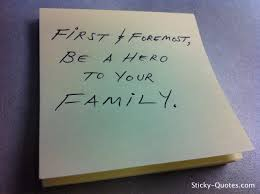 FIRST & FOREMOST,
BE A HERO
TO YOUR
FAMILY.
Sticky-Quotes.com